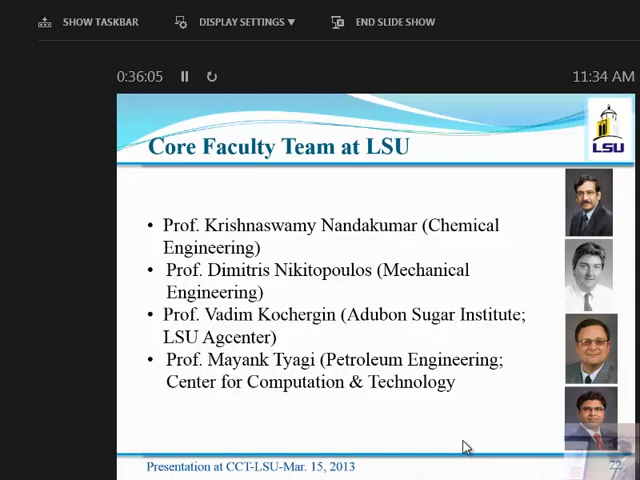 SHOW TASKBAR DISPLAY SETTINGS ▾ END SLIDE SHOW
0:36:05 11:34 AM
Core Faculty Team at LSU
LSU
• Prof. Krishnaswamy Nandakumar (Chemical
Engineering)
• Prof. Dimitris Nikitopoulos (Mechanical
Engineering)
• Prof. Vadim Kochergin (Adubon Sugar Institute;
LSU Agcenter)
• Prof. Mayank Tyagi (Petroleum Engineering;
Center for Computation & Technology
Presentation at CCT-LSU-Mar. 15, 2013
22